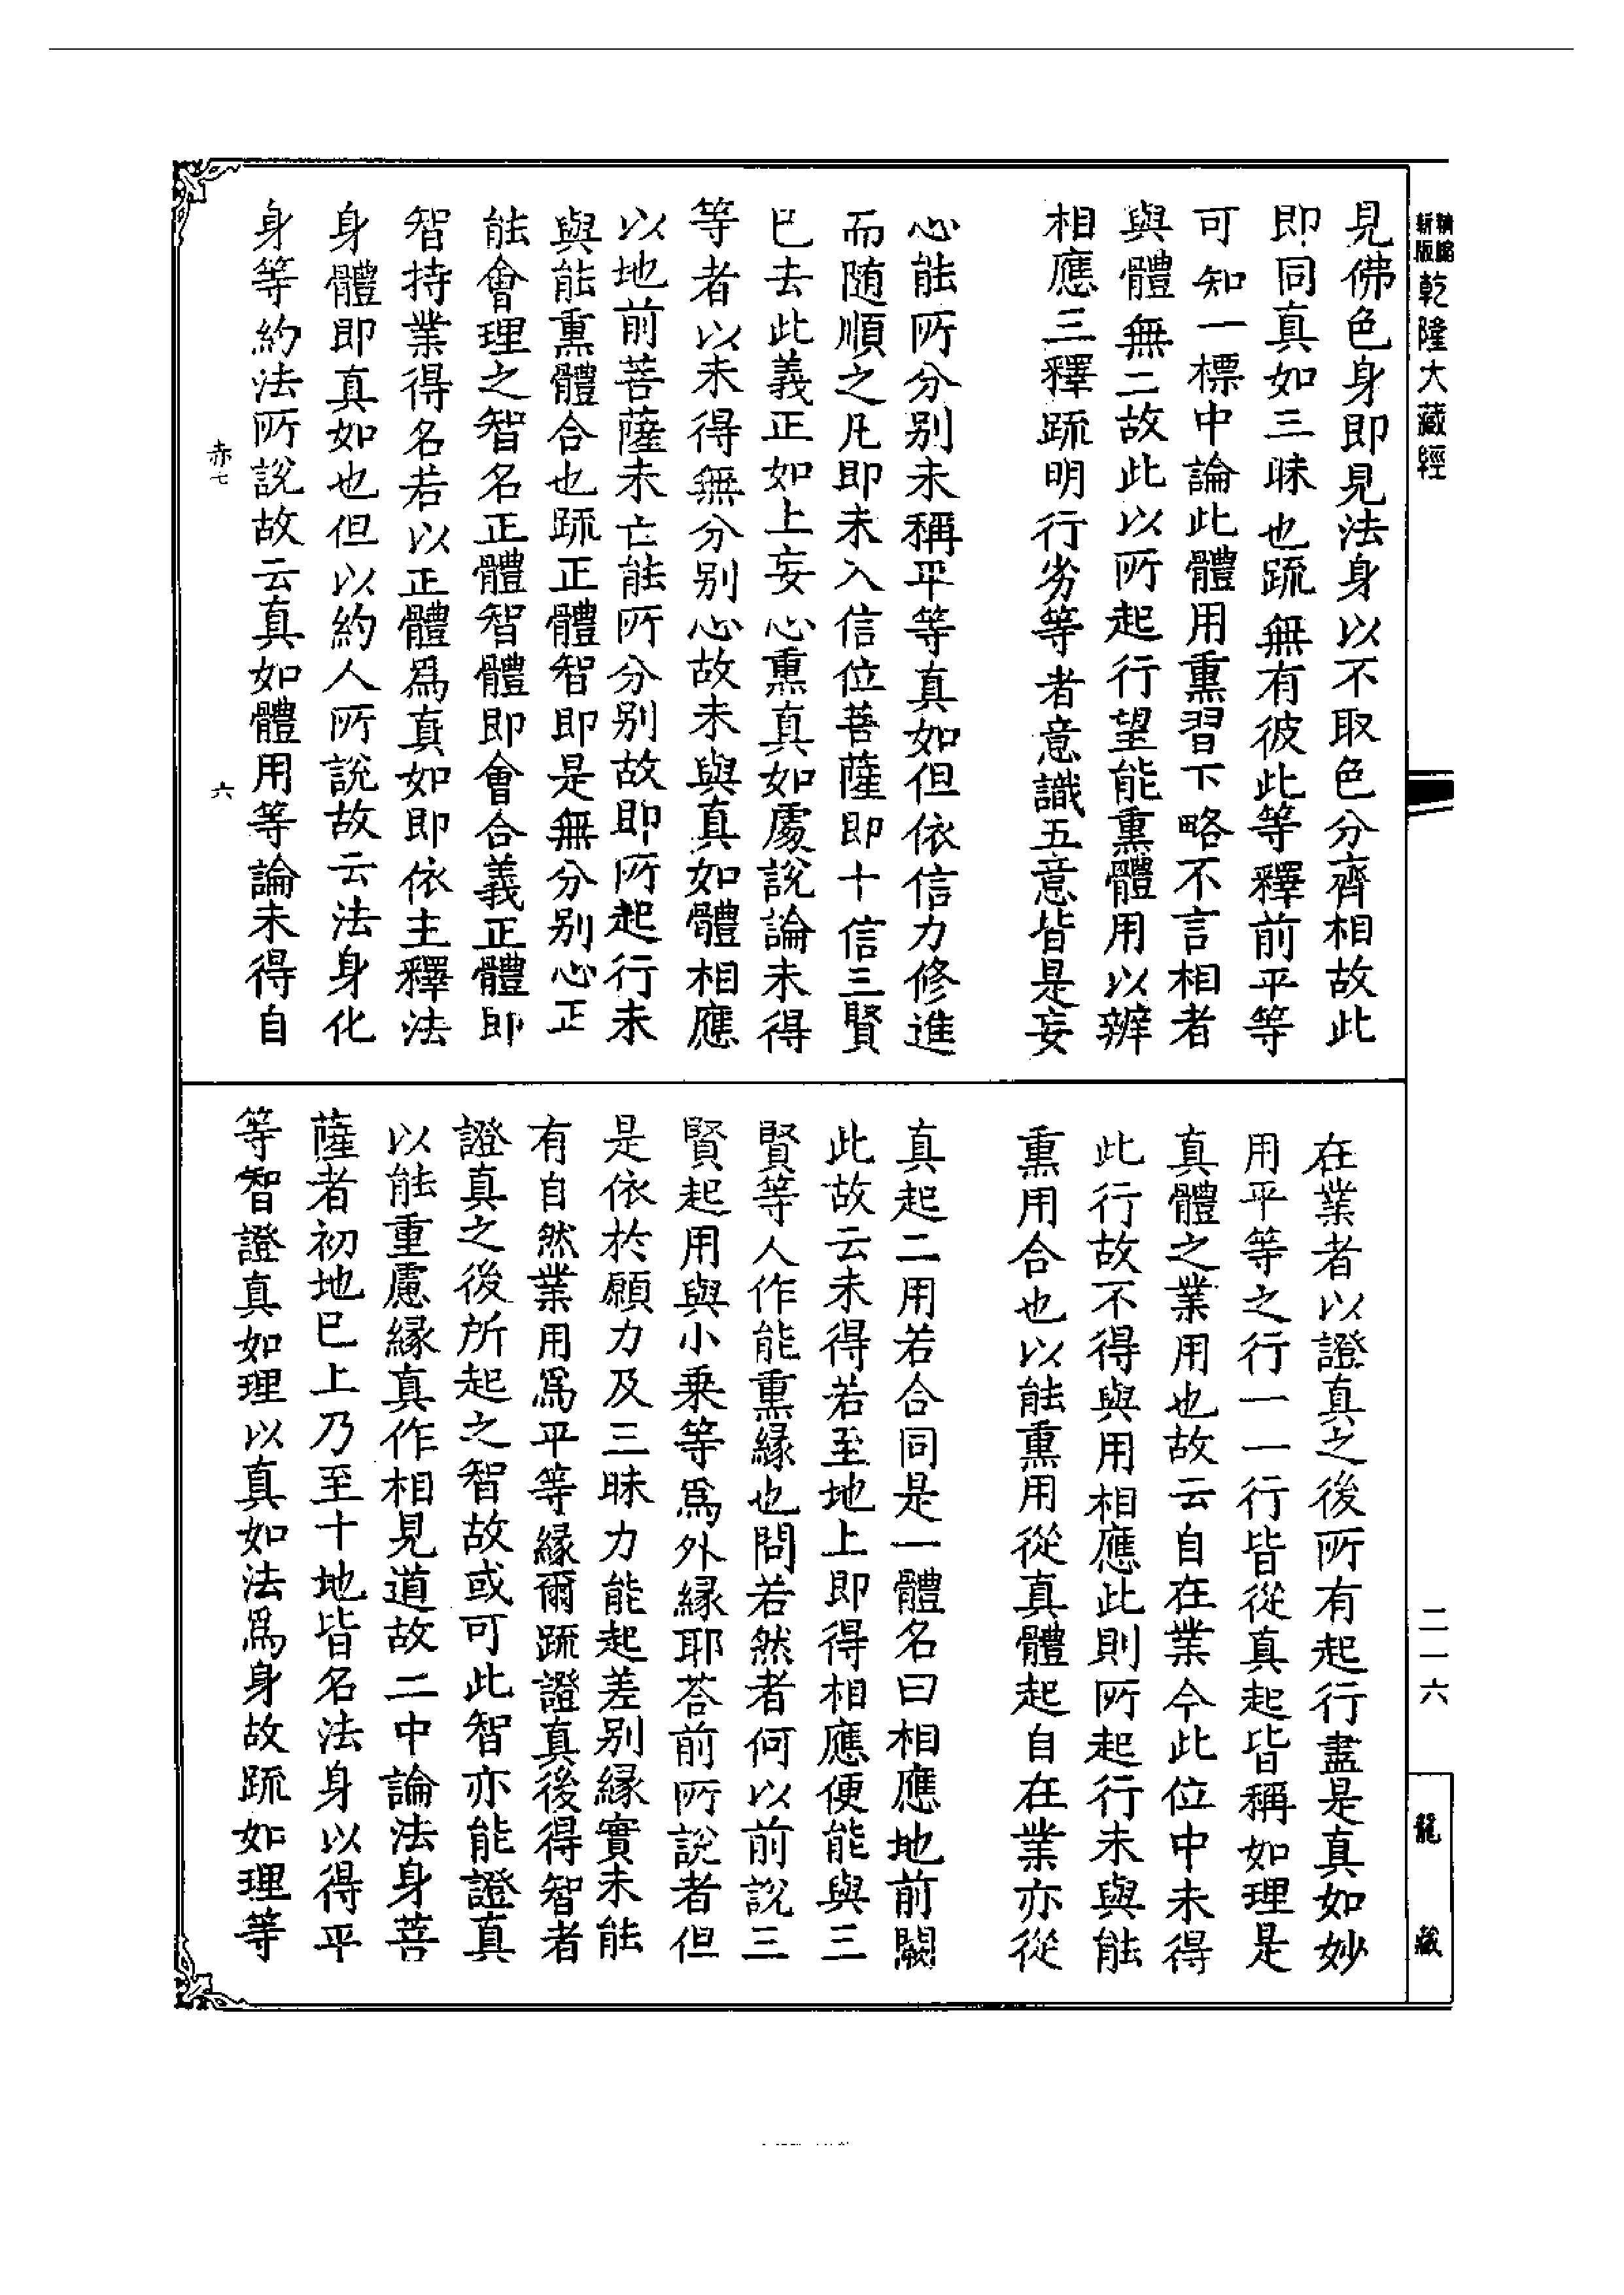 新版精縮乾隆大藏經
見佛色身即見法身以不取色分齊相故此
即同真如三昧也䟽無有彼此等釋前平等
可知一標中論此體用熏習下略不言相者
與體無二故此以所起行望能熏體用以辨
相應三釋䟽明行劣等者意識五意皆是妄
心能所分别未稱平等真如但依信力修進
而随順之凡即未入信位菩薩即十信三賢
巳去此義正如上妄心熏真如處說論未得
等者以未得無分别心故未與真如體相應
以地前菩薩未亡能所分别故即所起行未
與能熏體合也䟽正體智即是無分别心正
能會理之智名正體智體即會合義正體即
智持業得名若以正體爲真如即依主釋法
身體即真如也但以約人所說故云法身化
身等約法所說故云真如體用等論未得自
赤七
六
在業者以證真之後所有起行盡是真如妙
用平等之行一一行皆從真起皆稱如理是
真體之業用也故云自在業今此位中未得
此行故不得與用相應此則所起行未與能
熏用合也以能熏用從真體起自在業亦從
真起二用若合同是一體名曰相應地前闕
此故云未得若至地上即得相應便能與三
賢等人作能熏緣也問若然者何以前說三
賢起用與小乗等爲外緣耶荅前所說者但
是依於願力及三昧力能起差别緣實未能
有自然業用爲平等緣爾䟽證真後得智者
證真之後所起之智故或可此智亦能證真
以能重慮緣真作相見道故二中論法身菩
薩者初地巳上乃至十地皆名法身以得平
等智證真如理以真如法爲身故䟽如理等
二一六
龍藏